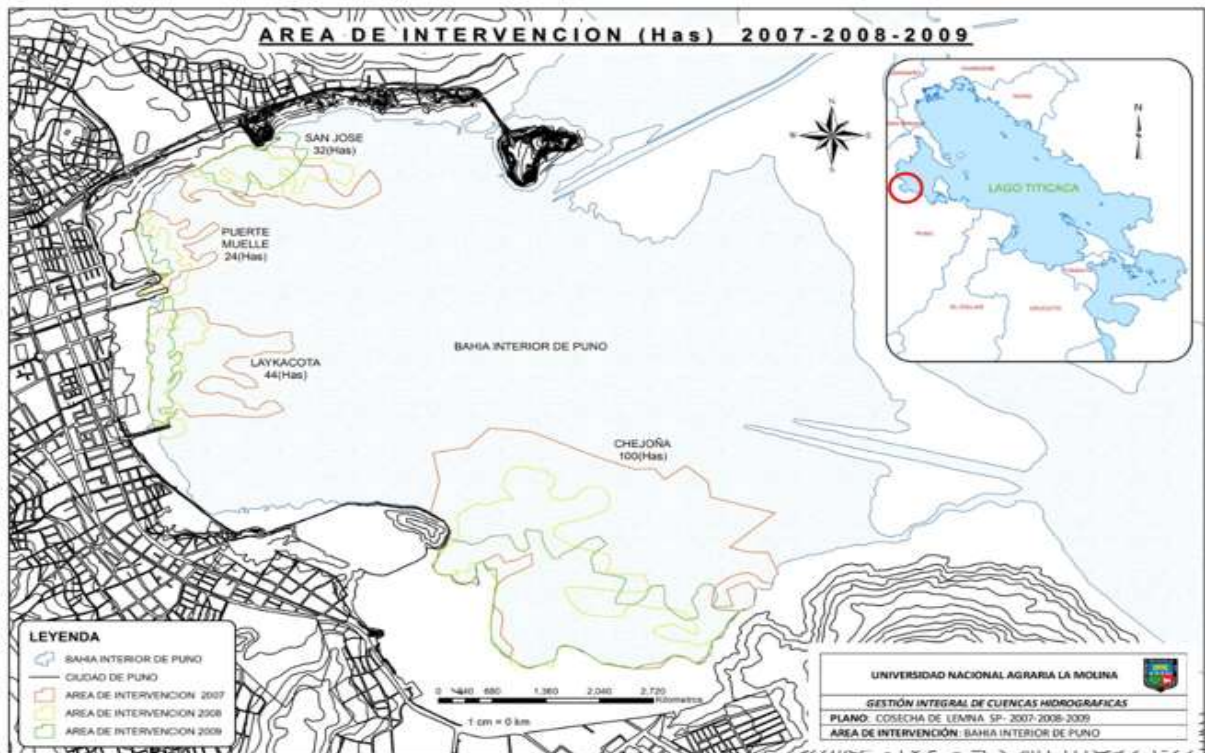 AREA DE INTERVENCION (Has) 2007-2008-2009
SAN JOSE
32(Has)
PUERTE
MUELLE
24(Has)
LAYKACOTA
44(Has)
BAHIA INTERIOR DE PUNO
CHEJOÑA
100(Has)
N
LAGO TITICACA
PUNO
EL COLLAO
LEYENDA
BAHIA INTERIOR DE PUNO
CIUDAD DE PUNO
AREA DE INTERVENCION 2007
AREA DE INTERVENCION 2008
AREA DE INTERVENCION 2009
0 340 680 1,360 2,040 2,720
Kilometros
1 cm = 0 km
UNIVERSIDAD NACIONAL AGRARIA LA MOLINA
GESTIÓN INTEGRAL DE CUENCAS HIDROGRAFICAS
PLANO: COSECHA DE LEMNA SP- 2007-2008-2009
AREA DE INTERVENCIÓN: BAHIA INTERIOR DE PUNO